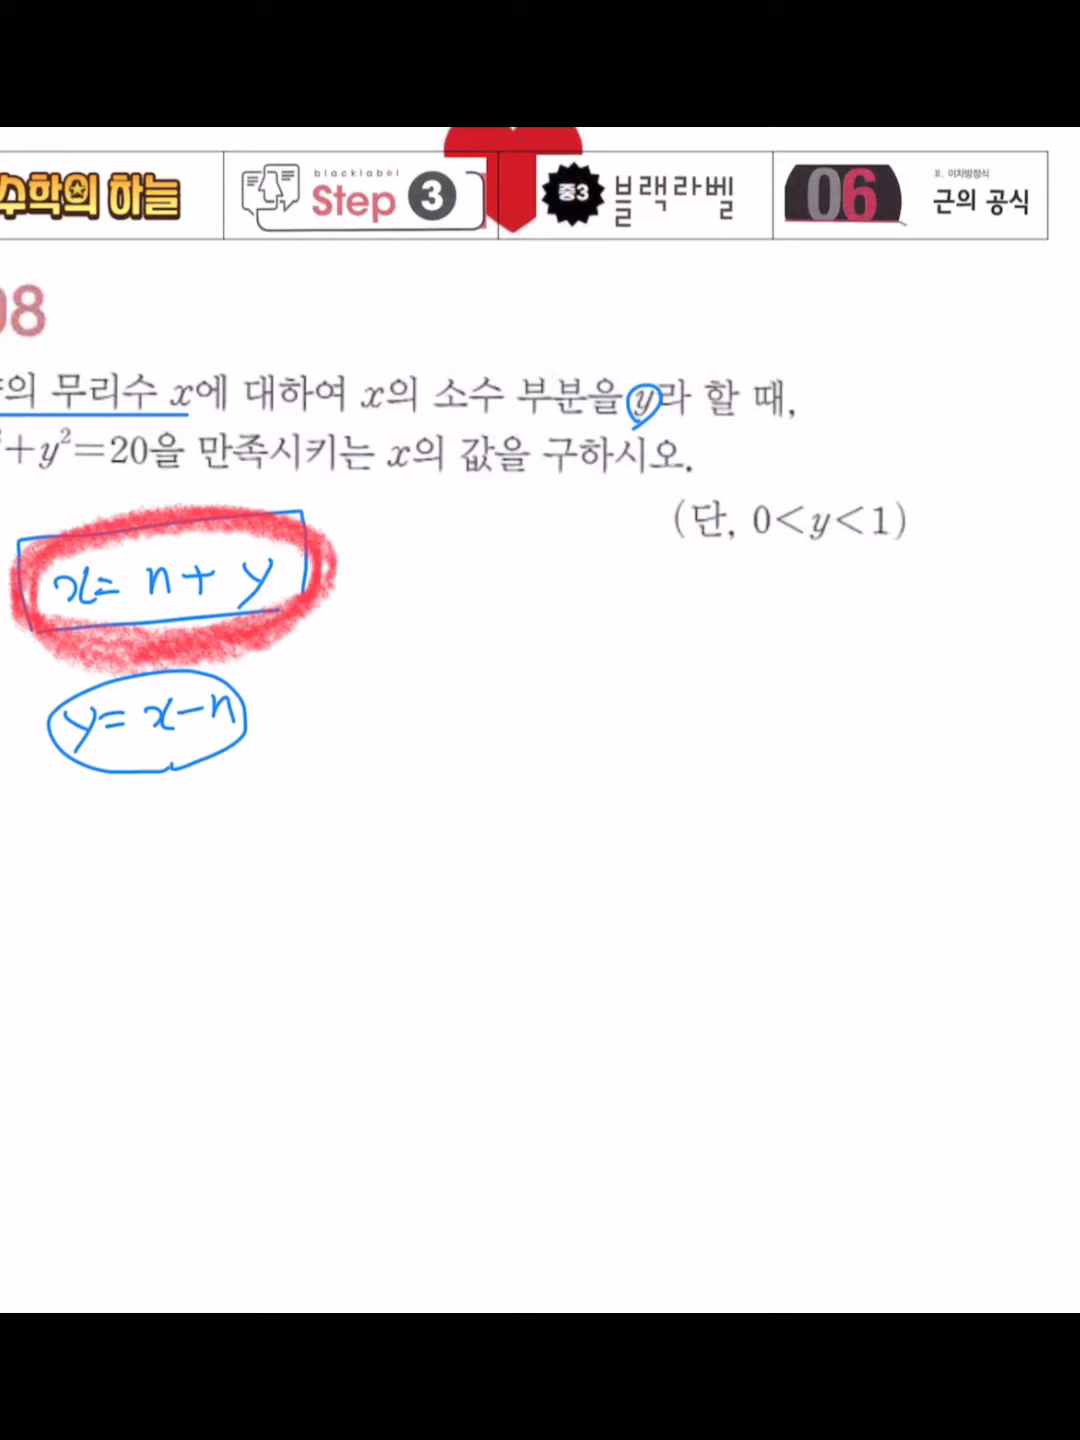 수학의 하늘
blacklabel
Step 3
중3 블랙라벨
06
Ⅱ. 이차방정식
근의 공식
08
의 무리수 x에 대하여 x의 소수 부분을 y라 할 때,
+y²=20을 만족시키는 x의 값을 구하시오.
(단, 0<y<1)
x= n+y
y= x-n